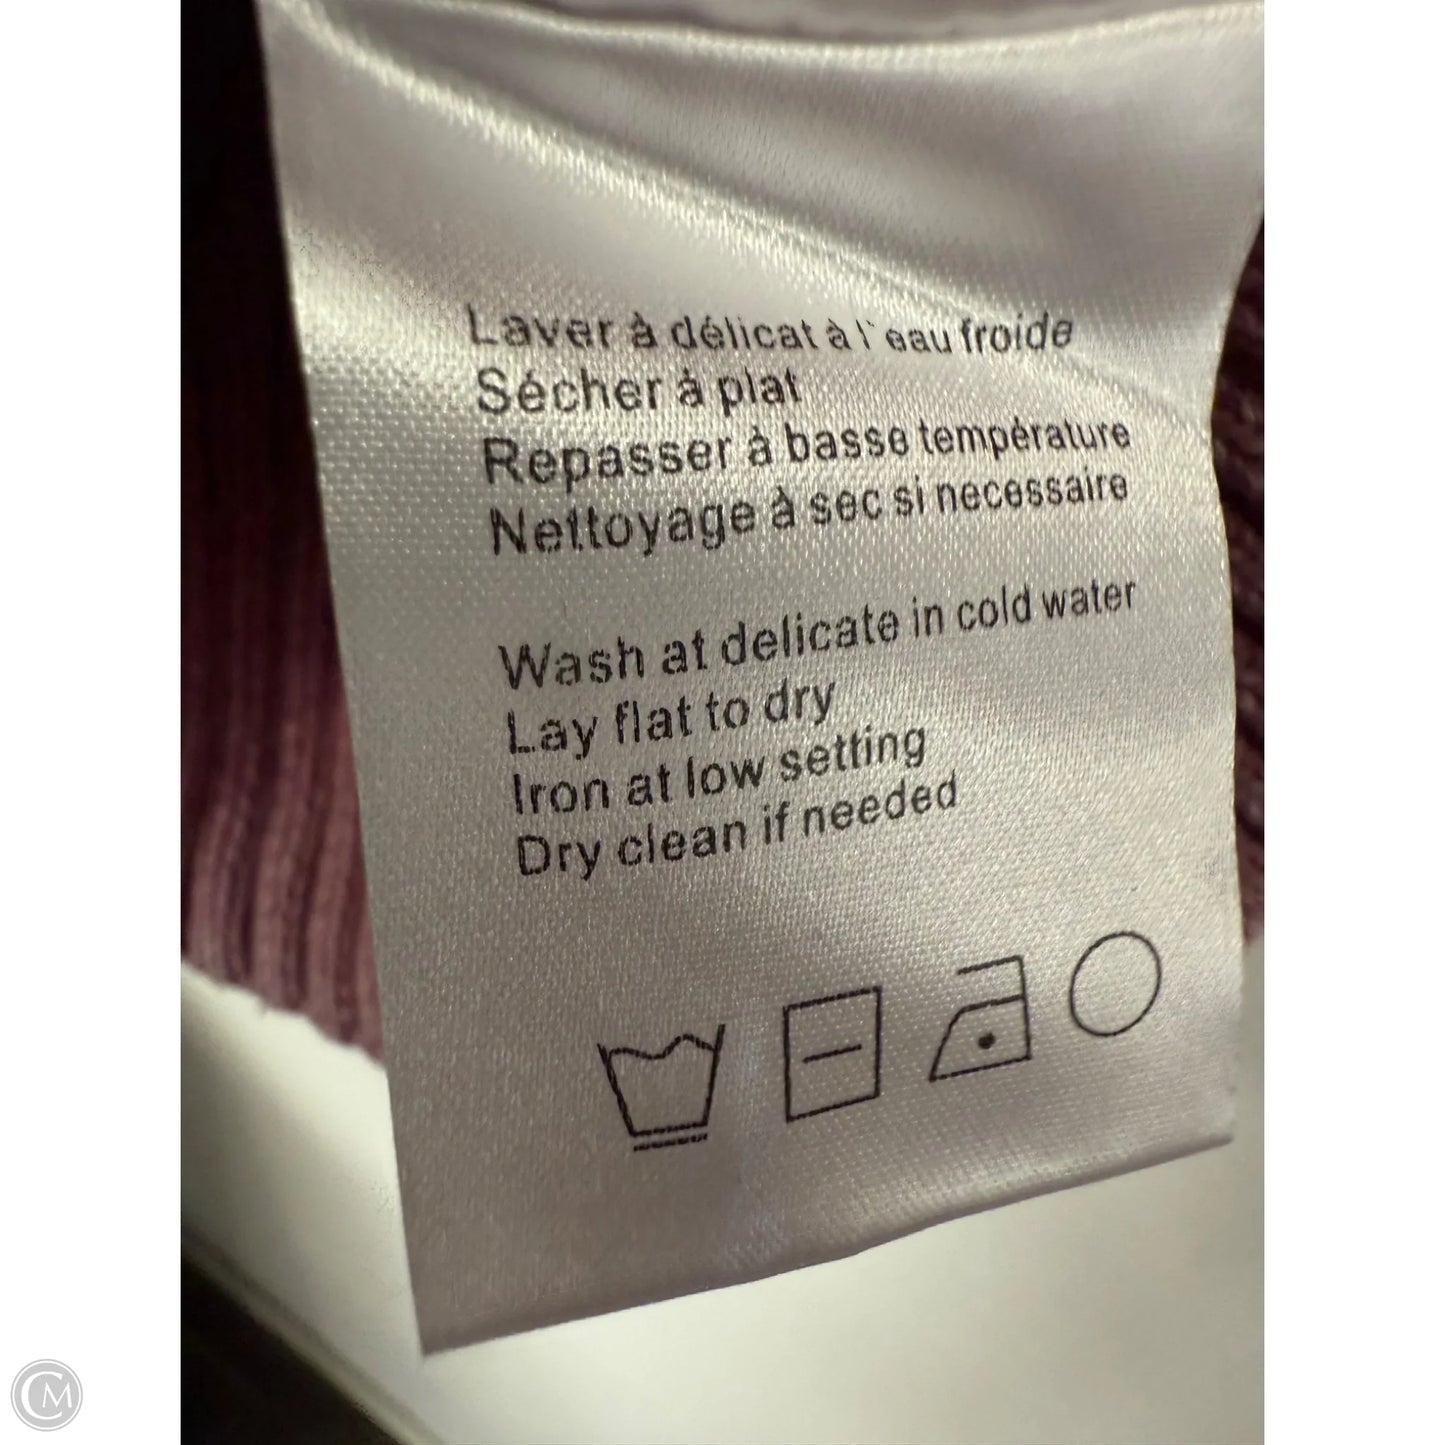 Laver à délicat à l'eau froide
Sécher à plat
Repasser à basse température
Nettoyage à sec si necessaire
Wash at delicate in cold water
Lay flat to dry
Iron at low setting
Dry clean if needed
CM